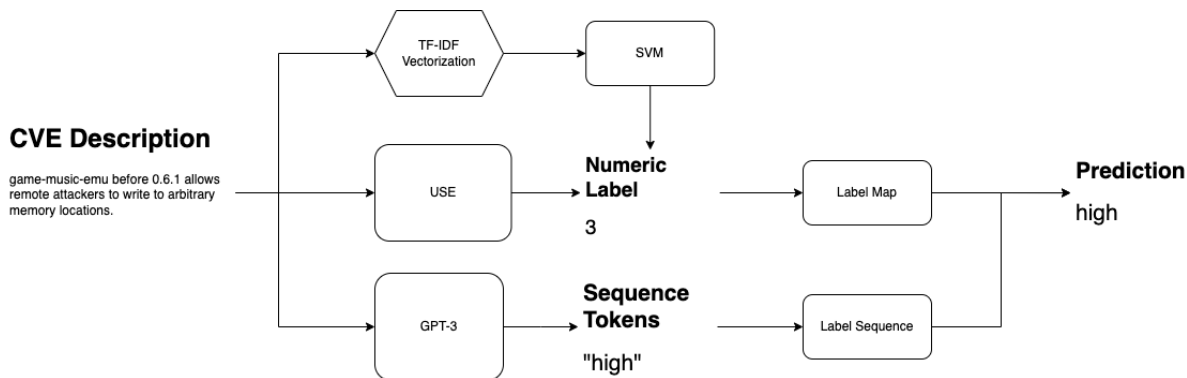 TF-IDF
Vectorization
SVM
CVE Description
game-music-emu before 0.6.1 allows
remote attackers to write to arbitrary
memory locations.
USE
Numeric
Label
3
Label Map
Prediction
high
GPT-3
Sequence
Tokens
"high"
Label Sequence